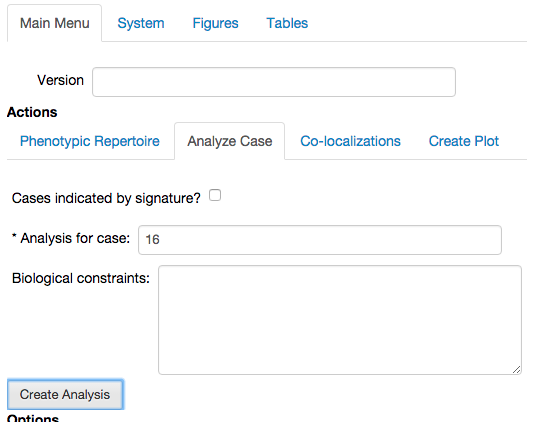 Main Menu System Figures Tables
Version
Actions
Phenotypic Repertoire Analyze Case Co-localizations Create Plot
Cases indicated by signature?
* Analysis for case: 16
Biological constraints:
Create Analysis
Options